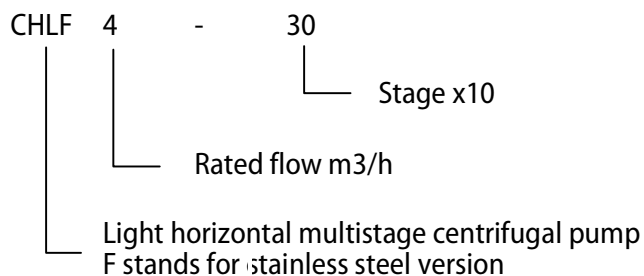 CHLF 4 - 30
Stage x10
Rated flow m3/h
Light horizontal multistage centrifugal pump
F stands for stainless steel version